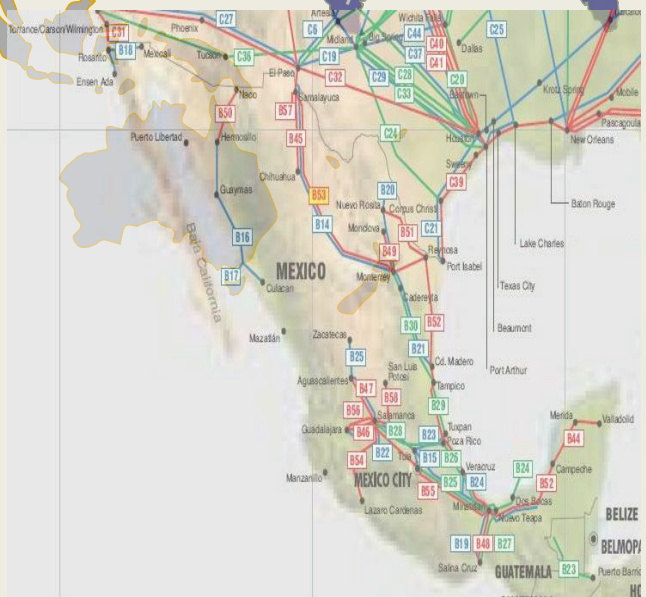 Artesia
Wichita Falls
C25
C27
C6
C44
Torrance/Carson/Wilmington
C31
Phoenix
Midland
Big Spring
C40
Dallas
Rosarito
B18
Mexicali
Tucson
C36
C19
C37
C41
El Paso
C32
C29
C28
C20
Ensen Ada
Naco
Samalayuca
C33
Baytown
Krotz Spring
Mobile
B50
B57
Pascagoula
Puerto Libertad
Hermosillo
B45
C24
Houston
New Orleans
Sweeny
Chihuahua
C39
Guaymas
B53
B20
Baton Rouge
Nuevo Rosita
Corpus Christi
B14
Monclova
B51
C21
B16
B49
Reynosa
Lake Charles
B17
MEXICO
Port Isabel
Baja California
Culacan
Monterrey
Cadereyta
Texas City
B30
B52
Beaumont
Mazatlán
Zacatecas
B21
B25
Cd. Madero
San Luis
Potosi
Port Arthur
Aguascalientes
Tampico
B47
B58
B29
B56
Salamanca
Merida
Valladolid
Guadalajara
B46
B28
B23
Tuxpan
Poza Rico
B44
B22
Tula
B15
B26
B54
Veracruz
B24
Campeche
Manzanillo
MEXICO CITY
B25
B24
B52
B55
Dos Bocas
Lazaro Cardenas
Minatitlan
Nuevo Teapa
BELIZE
B19
B48
B27
BELMOPA
Salina Cruz
GUATEMALA
B23
Puerto Barrio
HO